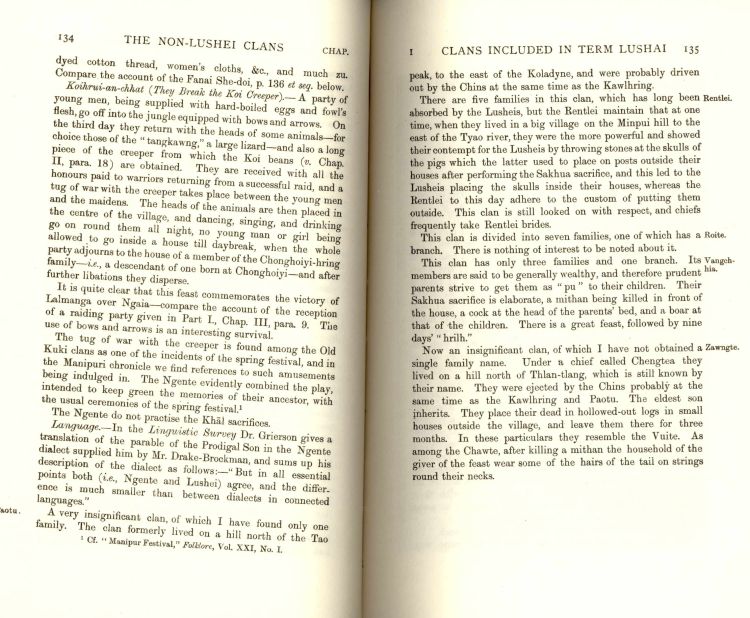 134 THE NON-LUSHEI CLANS CHAP.
dyed cotton thread, women's cloths, &c., and much zu.
Compare the account of the Fanai She-doi, p. 136 et seq. below.
Koihrui-an-chhat (They Break the Koi Creeper).—A party of
young men, being supplied with hard-boiled eggs and fowl's
flesh, go off into the jungle equipped with bows and arrows. On
the third day they return with the heads of some animals—for
choice those of the "tangkawng," a large lizard—and also a long
piece of the creeper from which the Koi beans (v. Chap.
II, para. 18) are obtained. They are received with all the
honours paid to warriors returning from a successful raid, and a
tug of war with the creeper takes place between the young men
and the maidens. The heads of the animals are then placed in
the centre of the village, and dancing, singing, and drinking
go on round them all night, no young man or girl being
allowed to go inside a house till daybreak, when the whole
party adjourns to the house of a member of the Chonghoiyi-hring
family—i.e., a descendant of one born at Chonghoiyi—and after
further libations they disperse.
It is quite clear that this feast commemorates the victory of
Lalmanga over Ngaia—compare the account of the reception
of a raiding party given in Part I., Chap. III, para. 9. The
use of bows and arrows is an interesting survival.
The tug of war with the creeper is found among the Old
Kuki clans as one of the incidents of the spring festival, and in
the Manipuri chronicle we find references to such amusements
being indulged in. The Ngente evidently combined the play,
intended to keep green the memories of their ancestor, with
the usual ceremonies of the spring festival.¹
The Ngente do not practise the Khāl sacrifices.
Language.—In the Linguistic Survey Dr. Grierson gives a
translation of the parable of the Prodigal Son in the Ngente
dialect supplied him by Mr. Drake-Brockman, and sums up his
description of the dialect as follows:—"But in all essential
points both (i.e., Ngente and Lushei) agree, and the differ-
ence is much smaller than between dialects in connected
languages."
aotu. A very insignificant clan, of which I have found only one
family. The clan formerly lived on a hill north of the Tao
¹ Cf. "Manipur Festival," Folklore, Vol. XXI, No. I.
I CLANS INCLUDED IN TERM LUSHAI 135
peak, to the east of the Koladyne, and were probably driven
out by the Chins at the same time as the Kawlhring.
There are five families in this clan, which has long been Rentlei.
absorbed by the Lusheis, but the Rentlei maintain that at one
time, when they lived in a big village on the Minpui hill to the
east of the Tyao river, they were the more powerful and showed
their contempt for the Lusheis by throwing stones at the skulls of
the pigs which the latter used to place on posts outside their
houses after performing the Sakhua sacrifice, and this led to the
Lusheis placing the skulls inside their houses, whereas the
Rentlei to this day adhere to the custom of putting them
outside. This clan is still looked on with respect, and chiefs
frequently take Rentlei brides.
This clan is divided into seven families, one of which has a Roite.
branch. There is nothing of interest to be noted about it.
This clan has only three families and one branch. Its Vangch-
members are said to be generally wealthy, and therefore prudent hia.
parents strive to get them as "pu" to their children. Their
Sakhua sacrifice is elaborate, a mithan being killed in front of
the house, a cock at the head of the parents' bed, and a boar at
that of the children. There is a great feast, followed by nine
days' "hrilh."
Now an insignificant clan, of which I have not obtained a Zawngte.
single family name. Under a chief called Chengtea they
lived on a hill north of Thlan-tlang, which is still known by
their name. They were ejected by the Chins probably at the
same time as the Kawlhring and Paotu. The eldest son
inherits. They place their dead in hollowed-out logs in small
houses outside the village, and leave them there for three
months. In these particulars they resemble the Vuite. As
among the Chawte, after killing a mithan the household of the
giver of the feast wear some of the hairs of the tail on strings
round their necks.